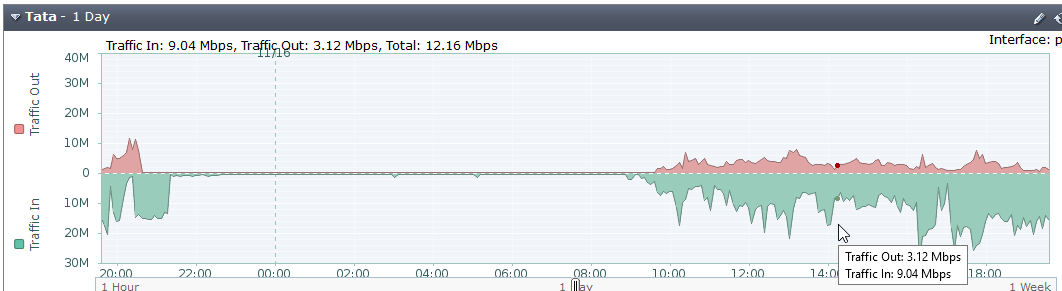 Tata - 1 Day
Traffic In: 9.04 Mbps, Traffic Out: 3.12 Mbps, Total: 12.16 Mbps
Interface: p
11/16
Traffic Out
Traffic In
40M
30M
20M
10M
0
10M
20M
30M
20:00
22:00
00:00
02:00
04:00
06:00
08:00
10:00
12:00
14:00
18:00
Traffic Out: 3.12 Mbps
Traffic In: 9.04 Mbps
1 Hour
1 Day
1 Week